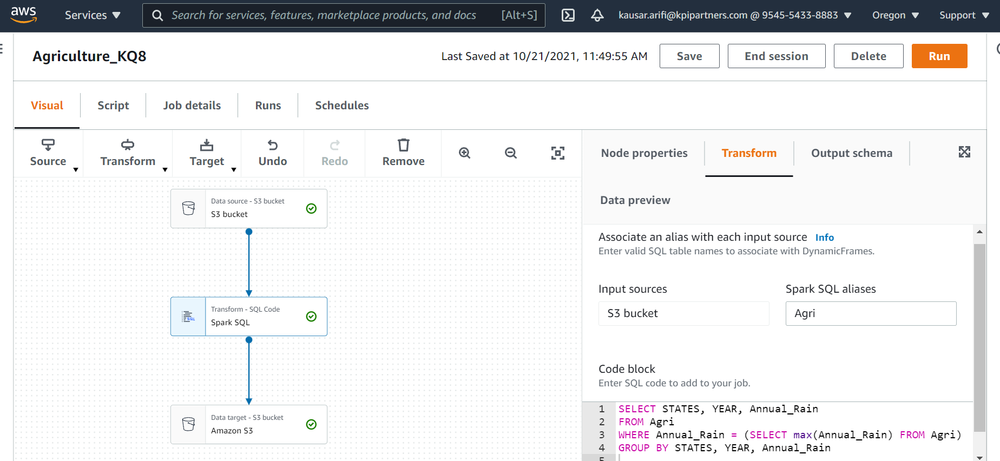 aws
Services
Search for services, features, marketplace products, and docs
[Alt+S]
kausar.arifi@kpipartners.com @ 9545-5433-8883
Oregon
Support
Agriculture_KQ8
Last Saved at 10/21/2021, 11:49:55 AM
Save
End session
Delete
Run
Visual
Script
Job details
Runs
Schedules
Source
Transform
Target
Undo
Redo
Remove
Node properties
Transform
Output schema
Data preview
Data source - S3 bucket
S3 bucket
Transform - SQL Code
SQL
Spark SQL
Data target - S3 bucket
Amazon S3
Associate an alias with each input source Info
Enter valid SQL table names to associate with DynamicFrames.
Input sources
Spark SQL aliases
S3 bucket
Agri
Code block
Enter SQL code to add to your job.
1 SELECT STATES, YEAR, Annual_Rain
2 FROM Agri
3 WHERE Annual_Rain = (SELECT max(Annual_Rain) FROM Agri)
4 GROUP BY STATES, YEAR, Annual_Rain
5